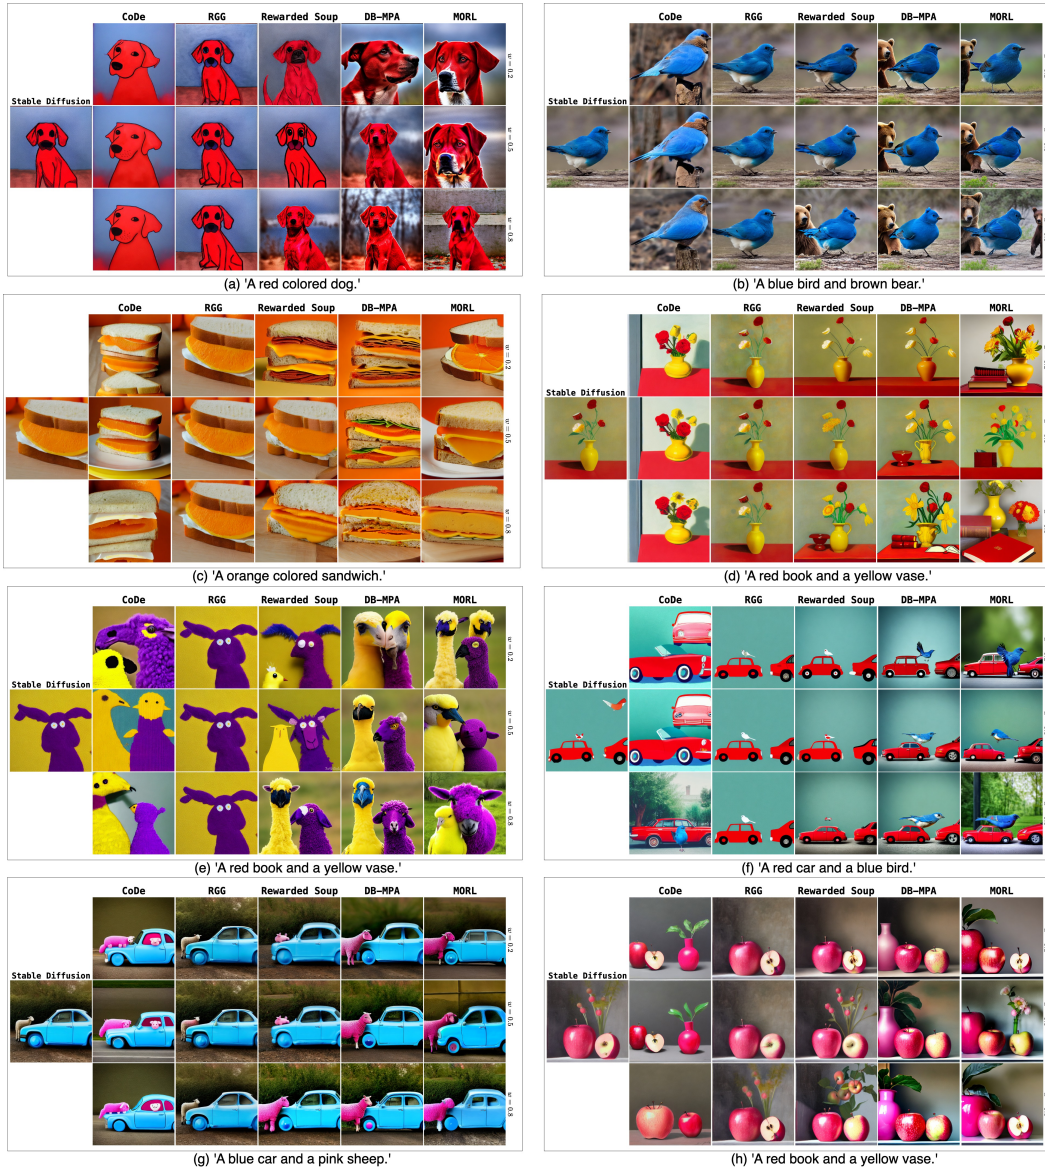 CoDe RGG Rewarded Soup DB-MPA MORL
w = 0.2
Stable Diffusion
w = 0.5
w = 0.8
(a) 'A red colored dog.'
CoDe RGG Rewarded Soup DB-MPA MORL
Stable Diffusion
(b) 'A blue bird and brown bear.'
CoDe RGG Rewarded Soup DB-MPA MORL
w = 0.2
Stable Diffusion
w = 0.5
w = 0.8
(c) 'A orange colored sandwich.'
CoDe RGG Rewarded Soup DB-MPA MORL
Stable Diffusion
(d) 'A red book and a yellow vase.'
CoDe RGG Rewarded Soup DB-MPA MORL
w = 0.2
Stable Diffusion
w = 0.5
w = 0.8
(e) 'A red book and a yellow vase.'
CoDe RGG Rewarded Soup DB-MPA MORL
Stable Diffusion
(f) 'A red car and a blue bird.'
CoDe RGG Rewarded Soup DB-MPA MORL
w = 0.2
Stable Diffusion
w = 0.5
w = 0.8
(g) 'A blue car and a pink sheep.'
CoDe RGG Rewarded Soup DB-MPA MORL
Stable Diffusion
(h) 'A red book and a yellow vase.'